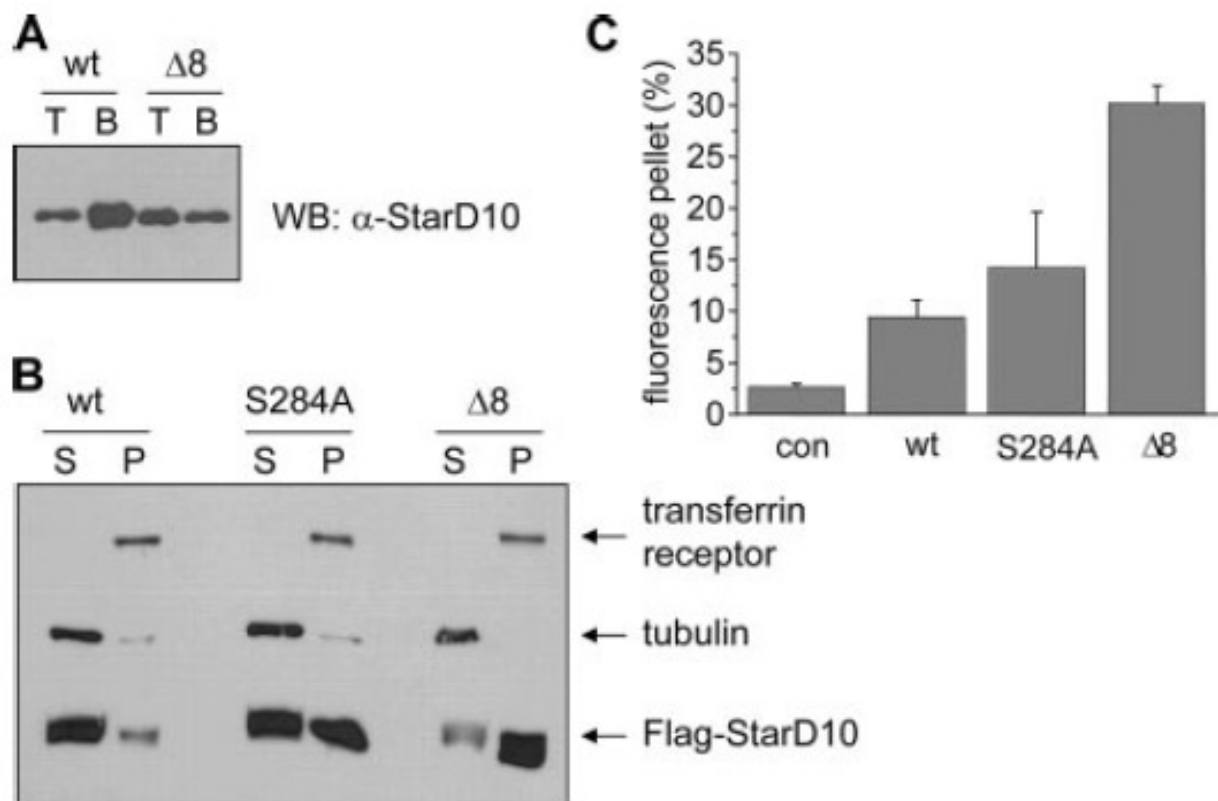 A
wt Δ8
T B T B
WB: α-StarD10
B
wt S284A Δ8
S P S P S P
transferrin
receptor
tubulin
Flag-StarD10
C
fluorescence pellet (%)
35
30
25
20
15
10
5
0
con wt S284A Δ8